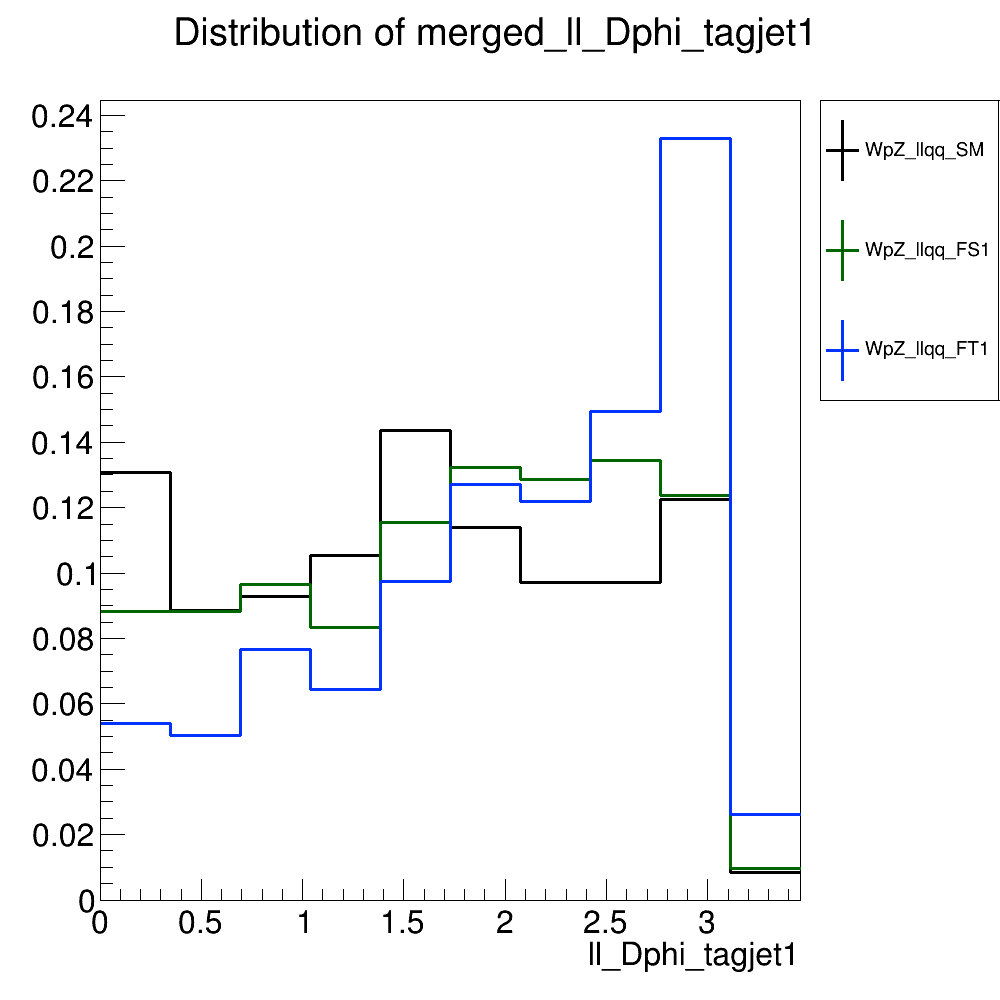 Distribution of merged_ll_Dphi_tagjet1
0.24
0.22
0.2
0.18
0.16
0.14
0.12
0.1
0.08
0.06
0.04
0.02
0
0 0.5 1 1.5 2 2.5 3
ll_Dphi_tagjet1
WpZ_llqq_SM
WpZ_llqq_FS1
WpZ_llqq_FT1